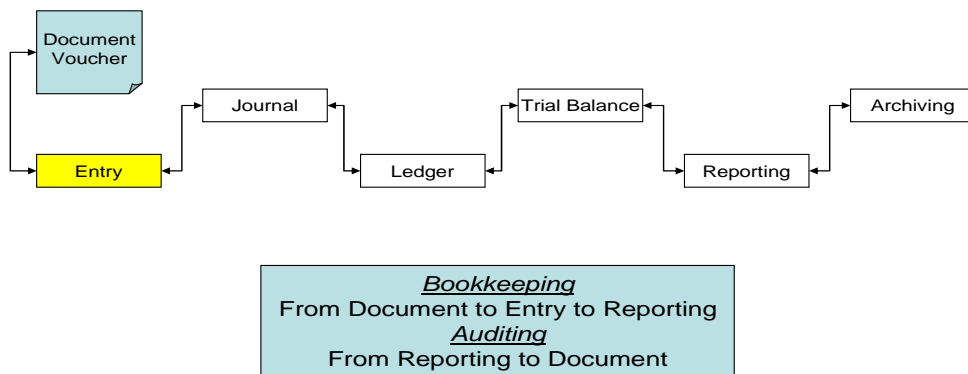 Document
Voucher
Journal
Trial Balance
Archiving
Entry
Ledger
Reporting
Bookkeeping
From Document to Entry to Reporting
Auditing
From Reporting to Document